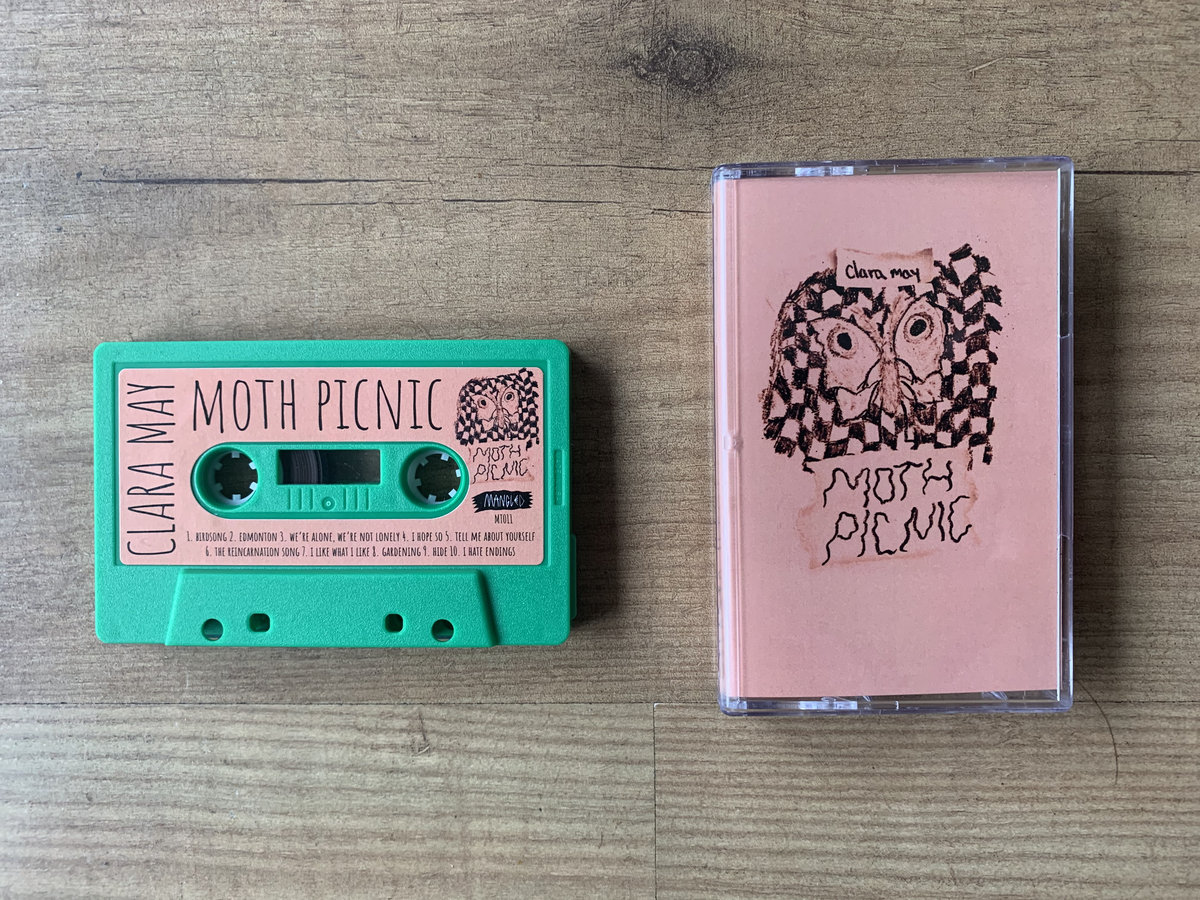 CLARA MAY
MOTH PICNIC
MOTH
PICNIC
MANGLED
MT011
1. BIRDSONG 2. EDMONTON 3. WE'RE ALONE, WE'RE NOT LONELY 4. I HOPE SO 5. TELL ME ABOUT YOURSELF
6. THE REINCARNATION SONG 7. I LIKE WHAT I LIKE 8. GARDENING 9. HIDE 10. I HATE ENDINGS
Clara may
MOTH
PICNIC